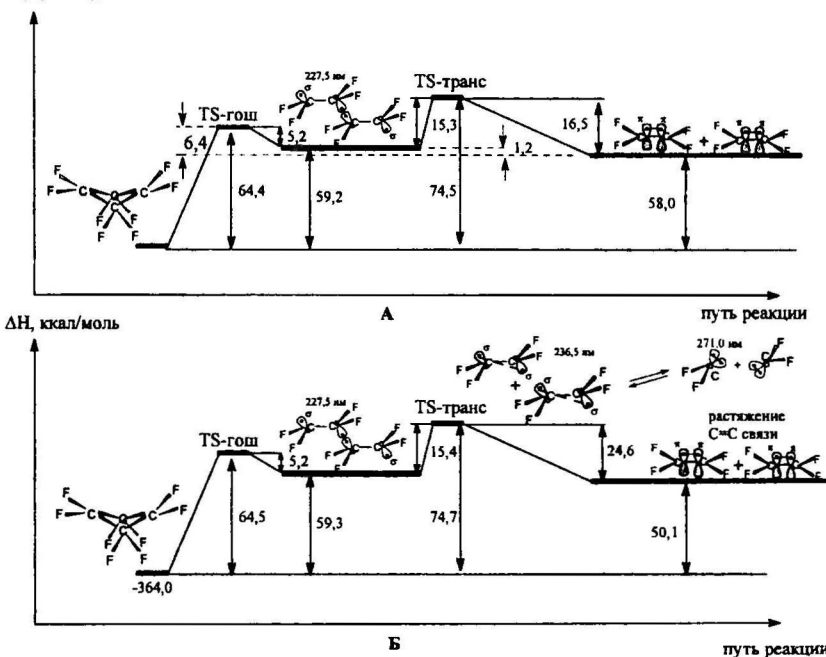 227,5 нм
TS-транс
TS-гош
F F F F σ σ
6,4 5,2 15,3 1,2 16,5
π π + π π
F F F F
64,4 59,2 74,5 58,0
F C C F
F C F
F F F F
А
путь реакции
ΔH, ккал/моль
236,5 нм 271,0 нм
σ F F F F σ + σ σ
F C + C F
227,5 нм
TS-транс
TS-гош
растяжение
C=C связи
5,2 15,4 24,6
π π + π π
F F F F
64,5 59,3 74,7 50,1
F C C F
F C F
F F F F
-364,0
Б
путь реакции